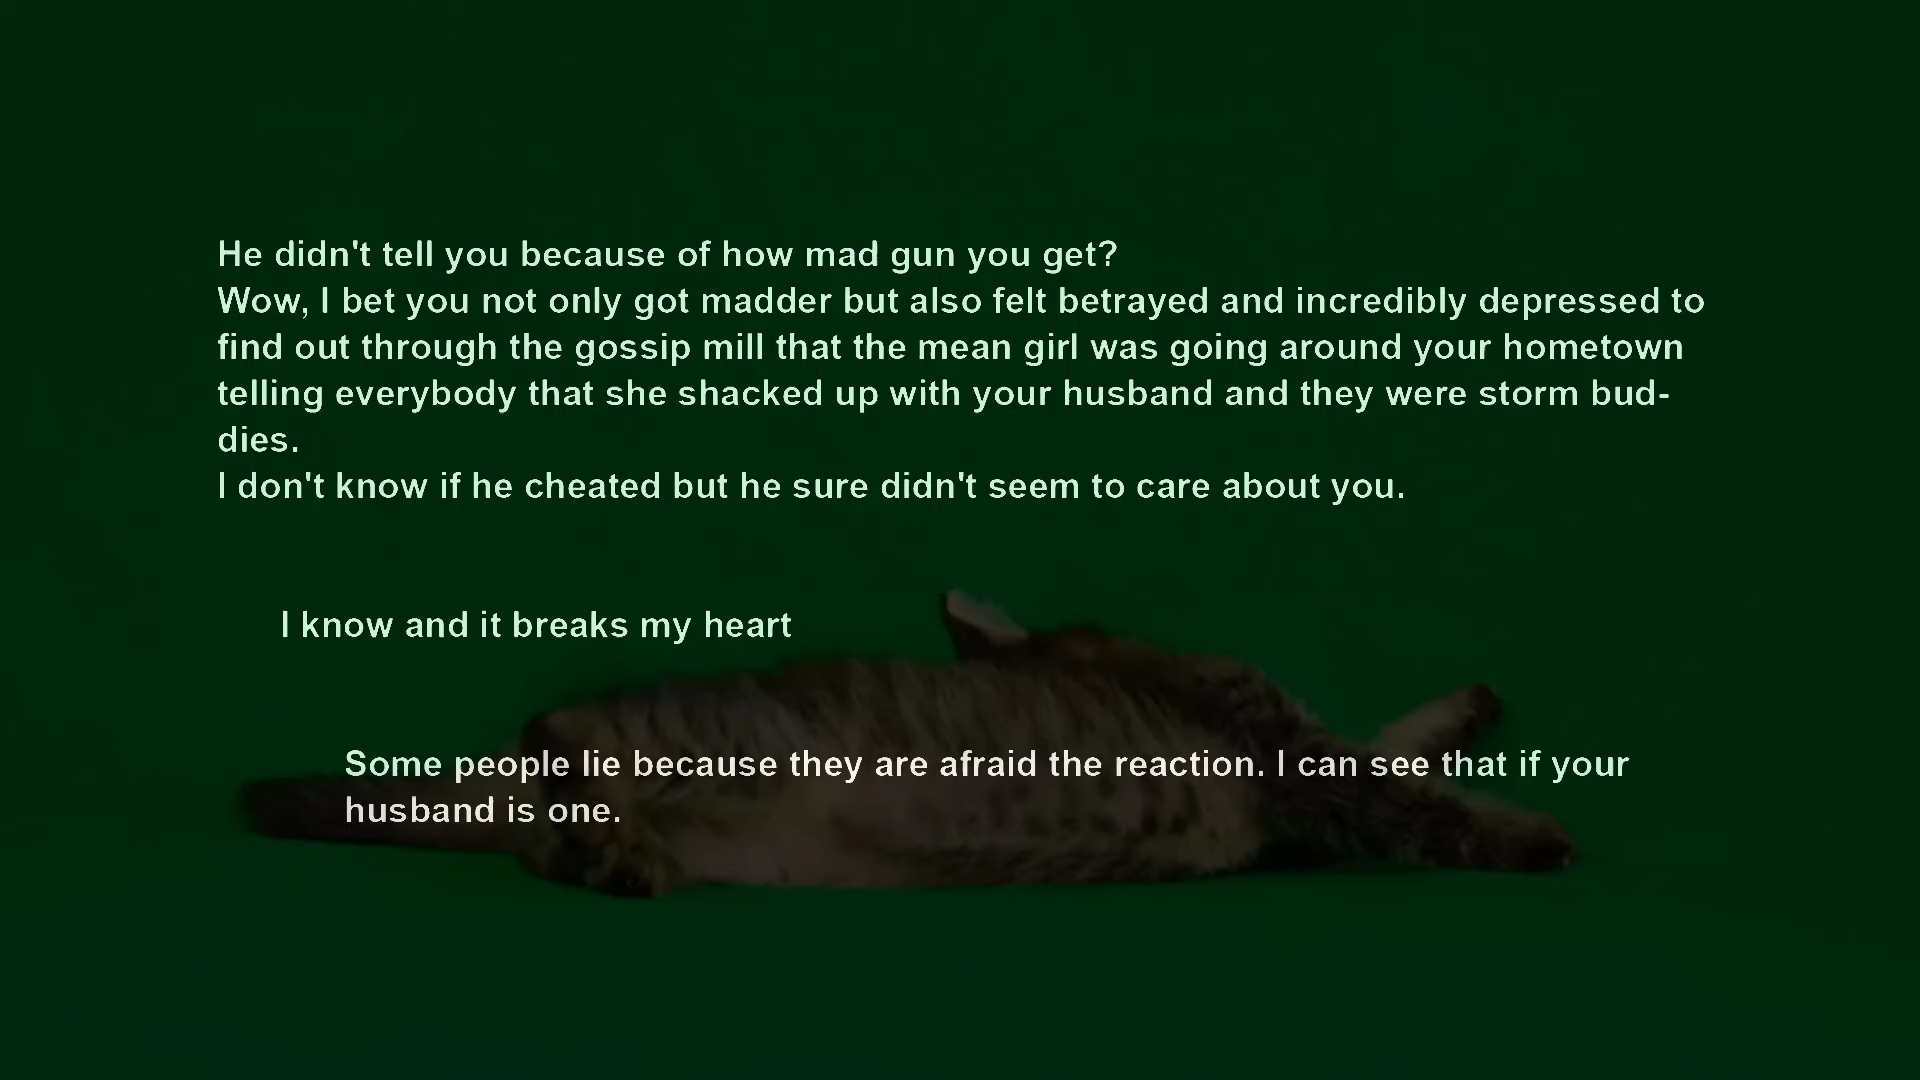 He didn't tell you because of how mad gun you get?
Wow, I bet you not only got madder but also felt betrayed and incredibly depressed to
find out through the gossip mill that the mean girl was going around your hometown
telling everybody that she shacked up with your husband and they were storm bud-
dies.
I don't know if he cheated but he sure didn't seem to care about you.
I know and it breaks my heart
Some people lie because they are afraid the reaction. I can see that if your
husband is one.